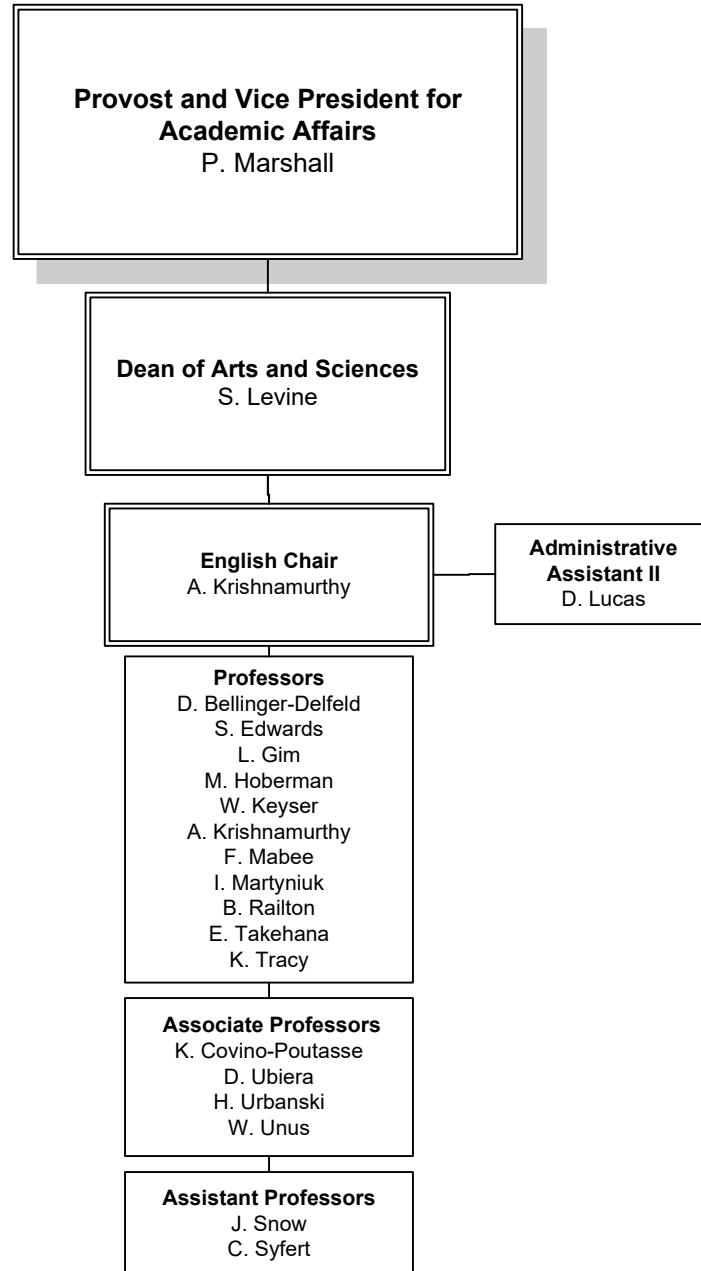 Provost and Vice President for
Academic Affairs
P. Marshall
Dean of Arts and Sciences
S. Levine
English Chair
A. Krishnamurthy
Administrative
Assistant II
D. Lucas
Professors
D. Bellinger-Delfeld
S. Edwards
L. Gim
M. Hoberman
W. Keyser
A. Krishnamurthy
F. Mabee
I. Martyniuk
B. Railton
E. Takehana
K. Tracy
Associate Professors
K. Covino-Poutasse
D. Ubiera
H. Urbanski
W. Unus
Assistant Professors
J. Snow
C. Syfert